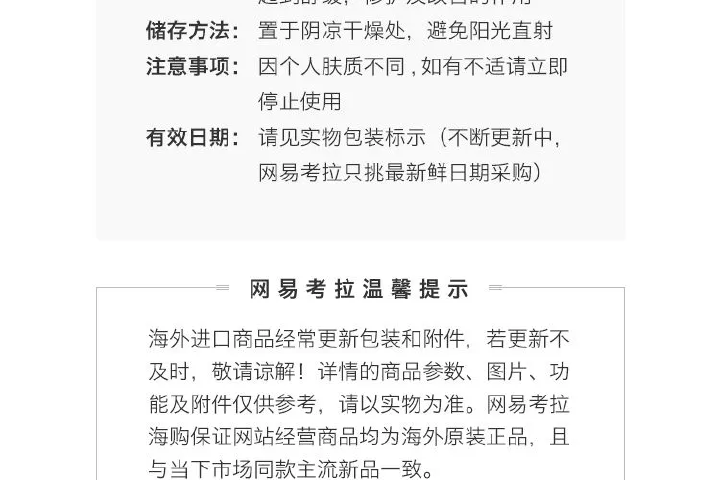 储存方法：置于阴凉干燥处，避免阳光直射
注意事项：因个人肤质不同，如有不适请立即
停止使用
有效日期：请见实物包装标示（不断更新中，
网易考拉只挑最新鲜日期采购）
网易考拉温馨提示
海外进口商品经常更新包装和附件，若更新不
及时，敬请谅解！详情的商品参数、图片、功
能及附件仅供参考，请以实物为准。网易考拉
海购保证网站经营商品均为海外原装正品，且
与当下市场同款主流新品一致。